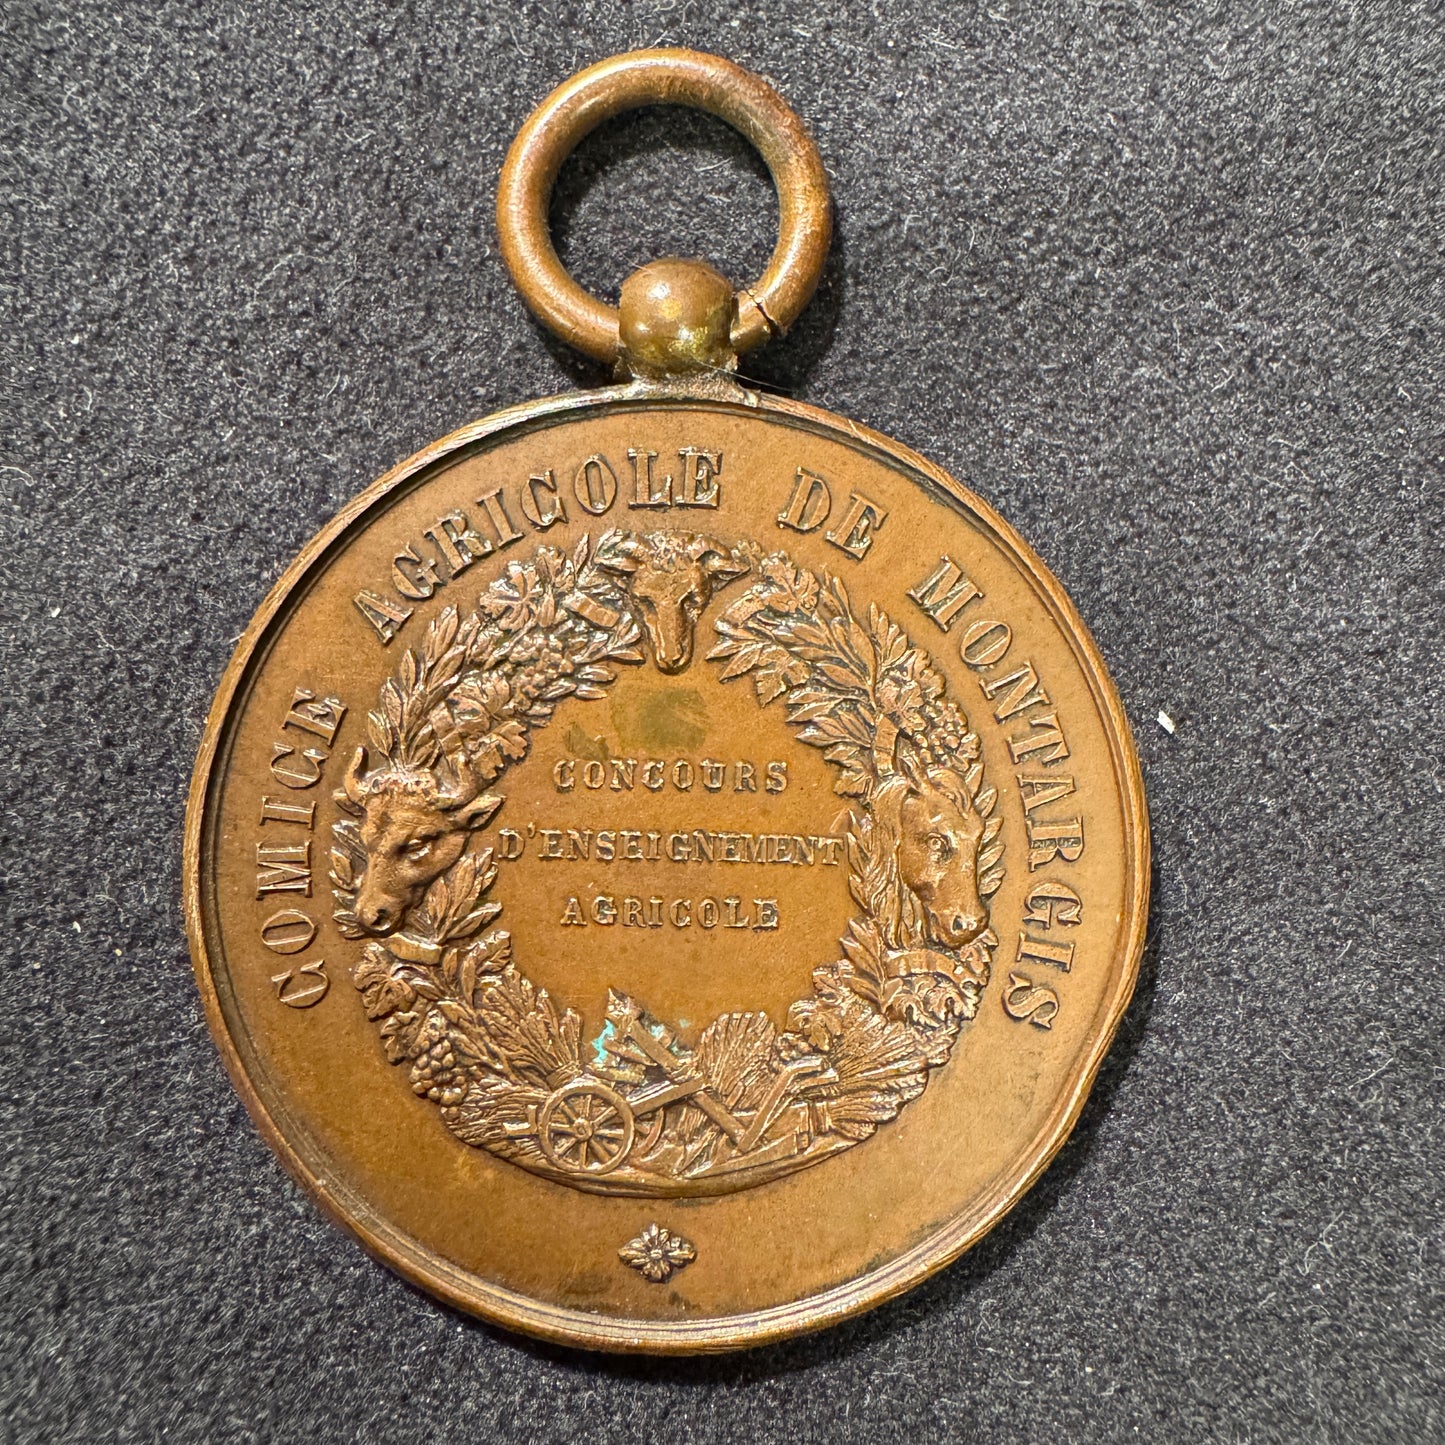 COMICE AGRICOLE DE MONTARGIS
CONCOURS
D'ENSEIGNEMENT
AGRICOLE